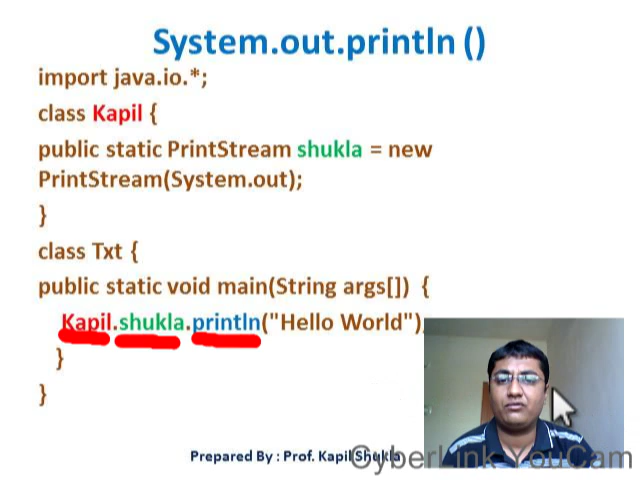 System.out.println ()
import java.io.*;
class Kapil {
public static PrintStream shukla = new
PrintStream(System.out);
}
class Txt {
public static void main(String args[]) {
Kapil.shukla.println("Hello World");
}
}
Prepared By : Prof. Kapil Shukla
CyberLink YouCam